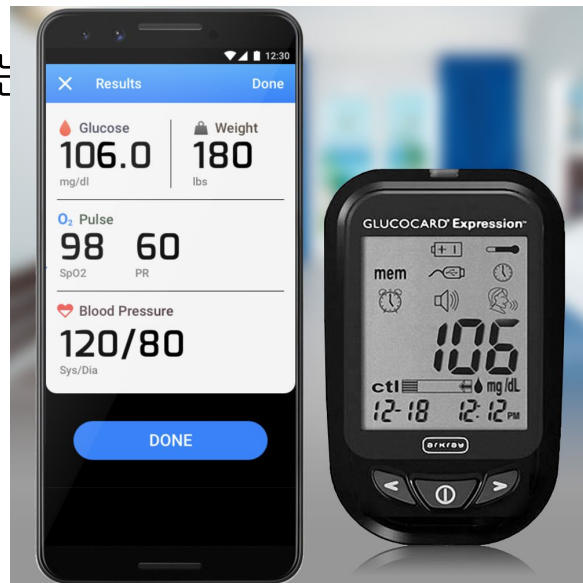 12:30
Results Done
Glucose Weight
106.0 180
mg/dl lbs
O₂ Pulse
98 60
SpO2 PR
Blood Pressure
120/80
Sys/Dia
DONE
GLUCOCARD® Expression™
mem
106
ctl mg/dL
12-18 12:12 PM
arkray